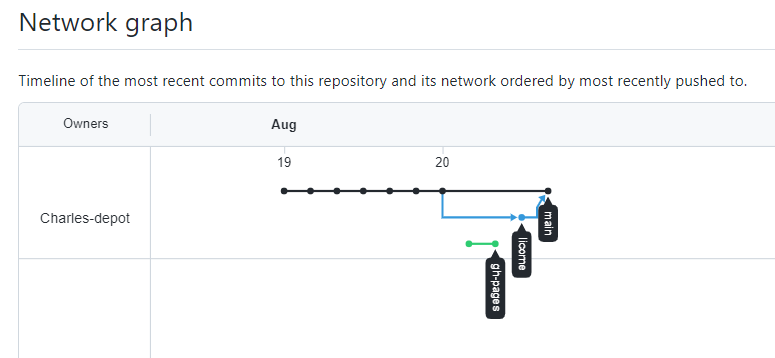 Network graph
Timeline of the most recent commits to this repository and its network ordered by most recently pushed to.
Owners
Aug
19
20
Charles-depot
main
licorne
gh-pages